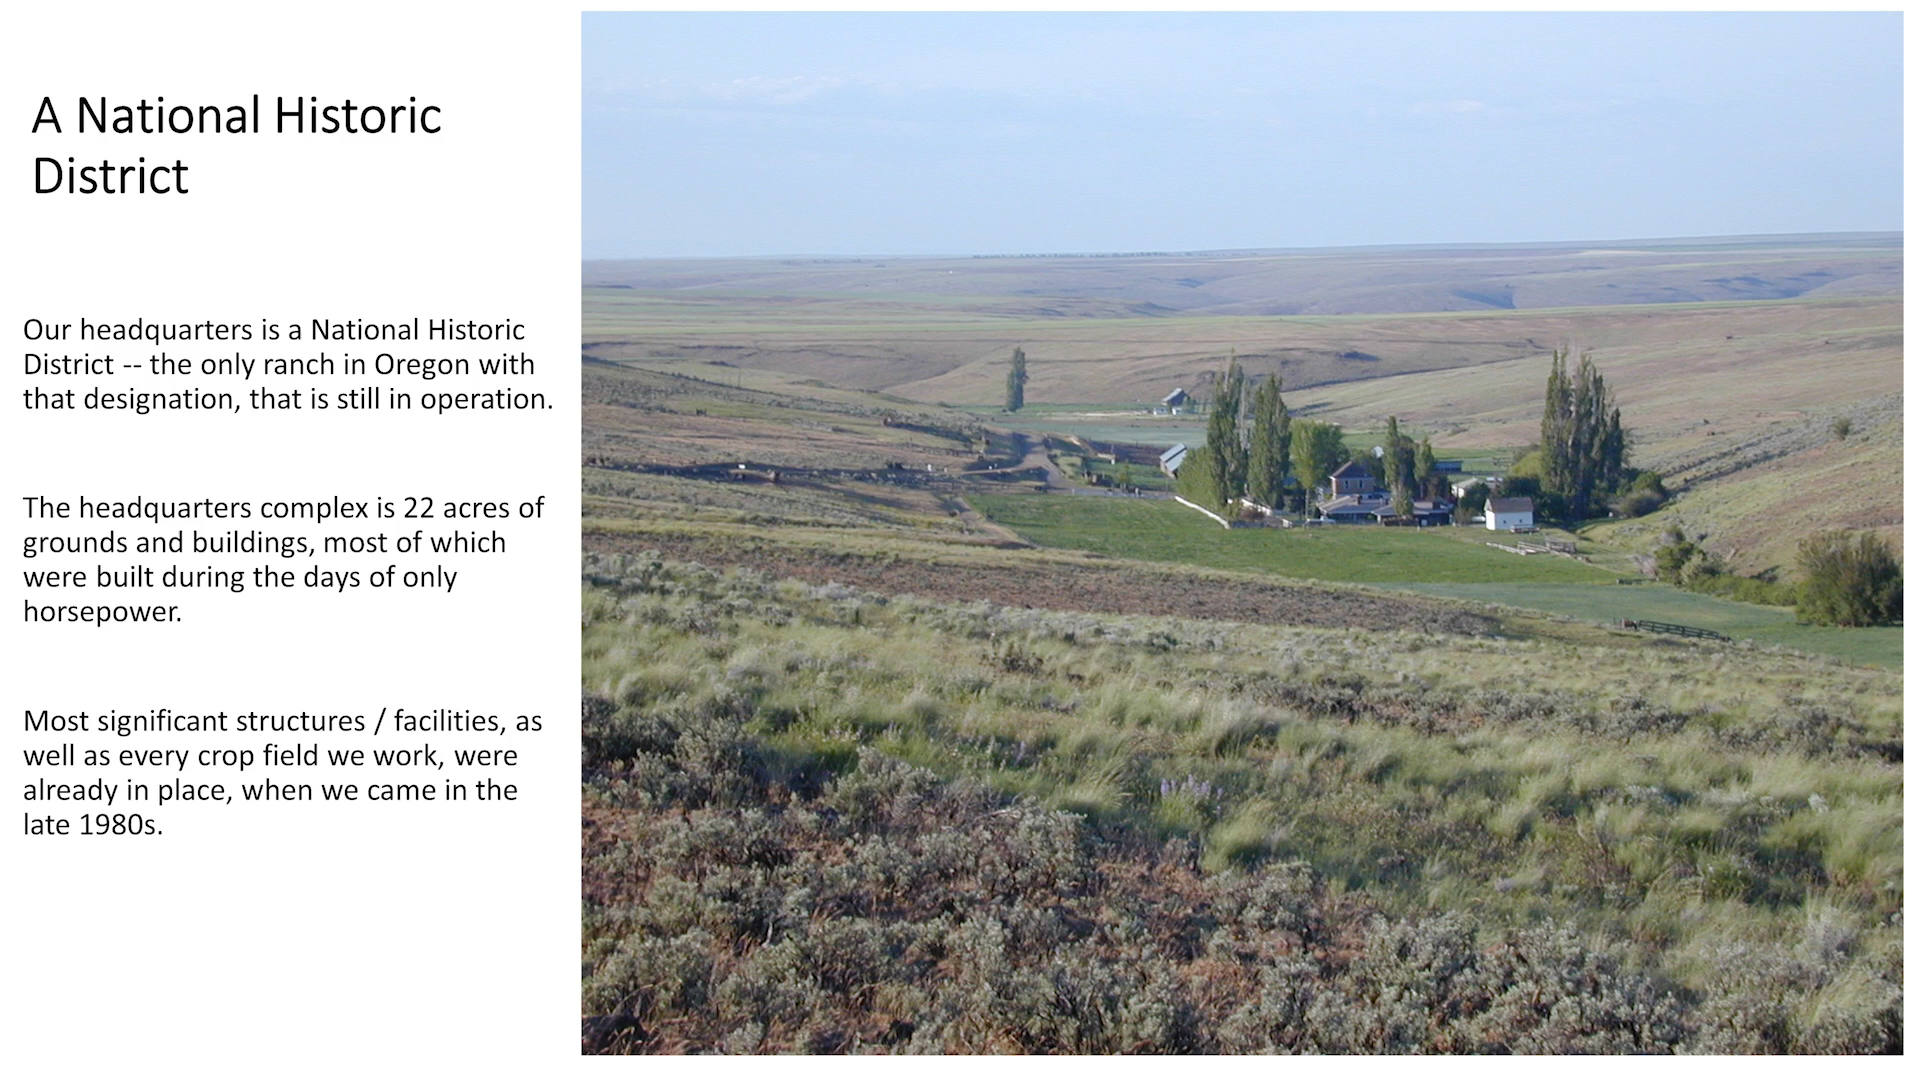 A National Historic
District
Our headquarters is a National Historic
District -- the only ranch in Oregon with
that designation, that is still in operation.
The headquarters complex is 22 acres of
grounds and buildings, most of which
were built during the days of only
horsepower.
Most significant structures / facilities, as
well as every crop field we work, were
already in place, when we came in the
late 1980s.